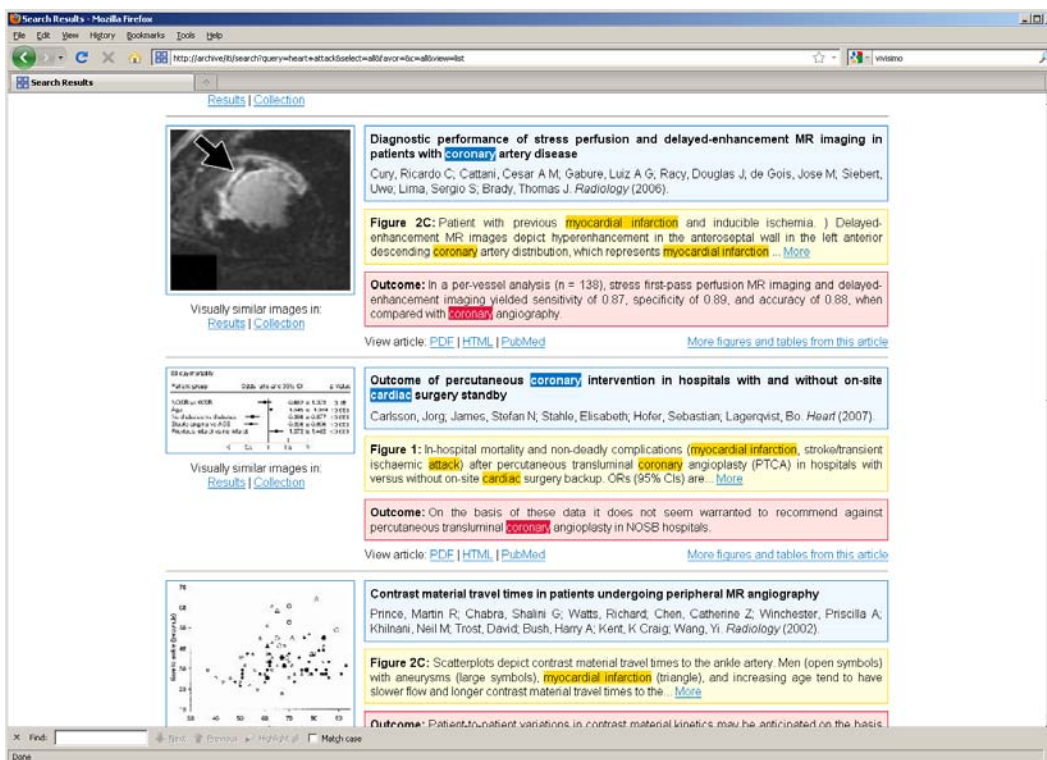 Search Results - Mozilla Firefox
File Edit View History Bookmarks Tools Help
http://archive/iti/search?query=heart+attack&select=all&favor=&c=all&view=list
vivisimo
Search Results
Results | Collection
Diagnostic performance of stress perfusion and delayed-enhancement MR imaging in
patients with coronary artery disease
Cury, Ricardo C; Cattani, Cesar A M; Gabure, Luiz A G; Racy, Douglas J; de Gois, Jose M; Siebert,
Uwe; Lima, Sergio S; Brady, Thomas J. Radiology (2006).
Figure 2C: Patient with previous myocardial infarction and inducible ischemia. ) Delayed-
enhancement MR images depict hyperenhancement in the anteroseptal wall in the left anterior
descending coronary artery distribution, which represents myocardial infarction ... More
Outcome: In a per-vessel analysis (n = 138), stress first-pass perfusion MR imaging and delayed-
enhancement imaging yielded sensitivity of 0.87, specificity of 0.89, and accuracy of 0.88, when
compared with coronary angiography.
Visually similar images in:
Results | Collection
View article: PDF | HTML | PubMed
More figures and tables from this article
Outcome of percutaneous coronary intervention in hospitals with and without on-site
cardiac surgery standby
Carlsson, Jorg; James, Stefan N; Stahle, Elisabeth; Hofer, Sebastian; Lagerqvist, Bo. Heart (2007).
Figure 1: In-hospital mortality and non-deadly complications (myocardial infarction, stroke/transient
ischaemic attack) after percutaneous transluminal coronary angioplasty (PTCA) in hospitals with
versus without on-site cardiac surgery backup. ORs (95% CIs) are... More
Visually similar images in:
Results | Collection
Outcome: On the basis of these data it does not seem warranted to recommend against
percutaneous transluminal coronary angioplasty in NOSB hospitals.
View article: PDF | HTML | PubMed
More figures and tables from this article
Contrast material travel times in patients undergoing peripheral MR angiography
Prince, Martin R; Chabra, Shalini G; Watts, Richard; Chen, Catherine Z; Winchester, Priscilla A;
Khilnani, Neil M; Trost, David; Bush, Harry A; Kent, K Craig; Wang, Yi. Radiology (2002).
Figure 2C: Scatterplots depict contrast material travel times to the ankle artery. Men (open symbols)
with aneurysms (large symbols), myocardial infarction (triangle), and increasing age tend to have
slower flow and longer contrast material travel times to the... More
Outcome: Patient-to-patient variations in contrast material kinetics may be anticipated on the basis
Find:
Next Previous Highlight all Match case
Done